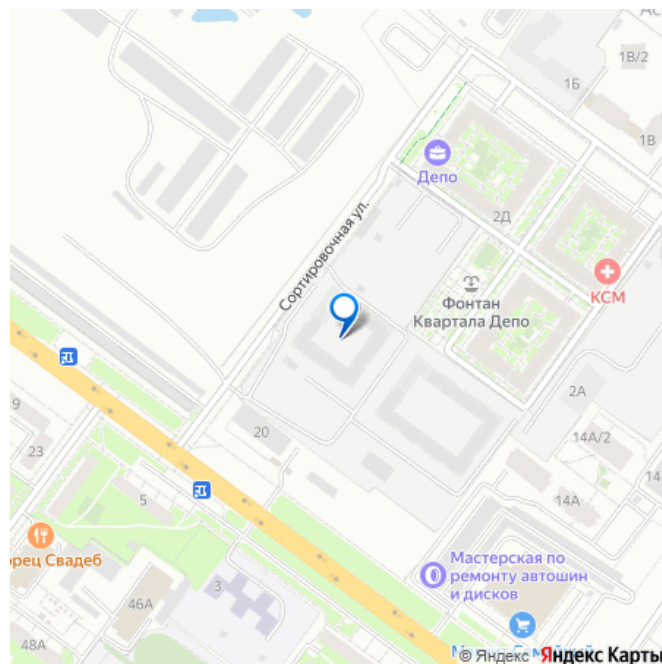 1В/2
1Б
1В
Депо
2Д
Сортировочная ул.
КСМ
Фонтан
Квартала Депо
9
2А
20
14А/2
23
14А
5
Мастерская по
ремонту автошин
и дисков
орец Свадеб
3
46А
48А
© Яндекс Яндекс Карты